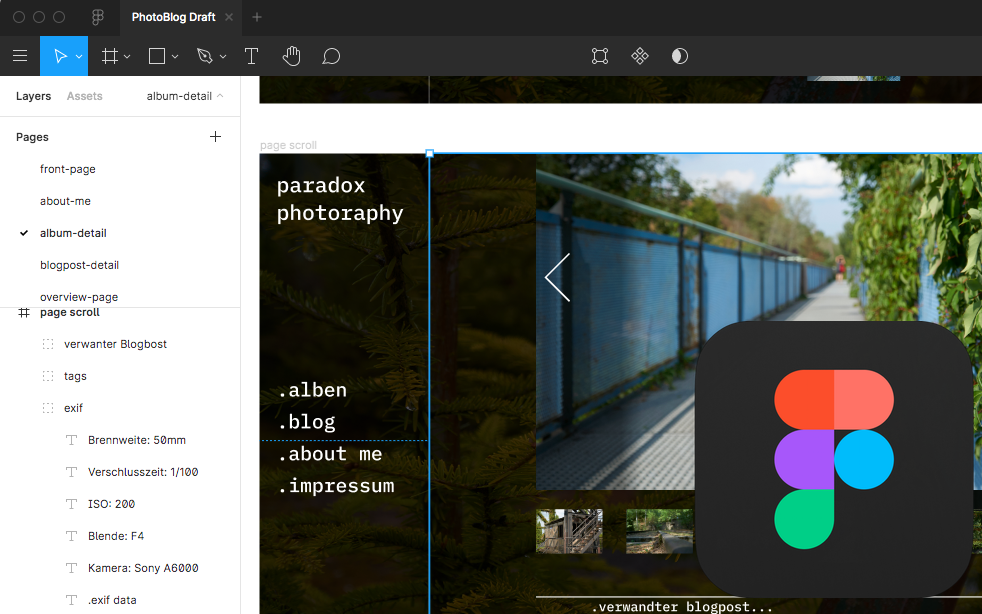 PhotoBlog Draft
Layers
Assets
album-detail
Pages
front-page
about-me
album-detail
blogpost-detail
overview-page
page scroll
verwanter Blogbost
tags
exif
Brennweite: 50mm
Verschlusszeit: 1/100
ISO: 200
Blende: F4
Kamera: Sony A6000
.exif data
page scroll
paradox
photoraphy
.alben
.blog
.about me
.impressum
.verwandter blogpost...